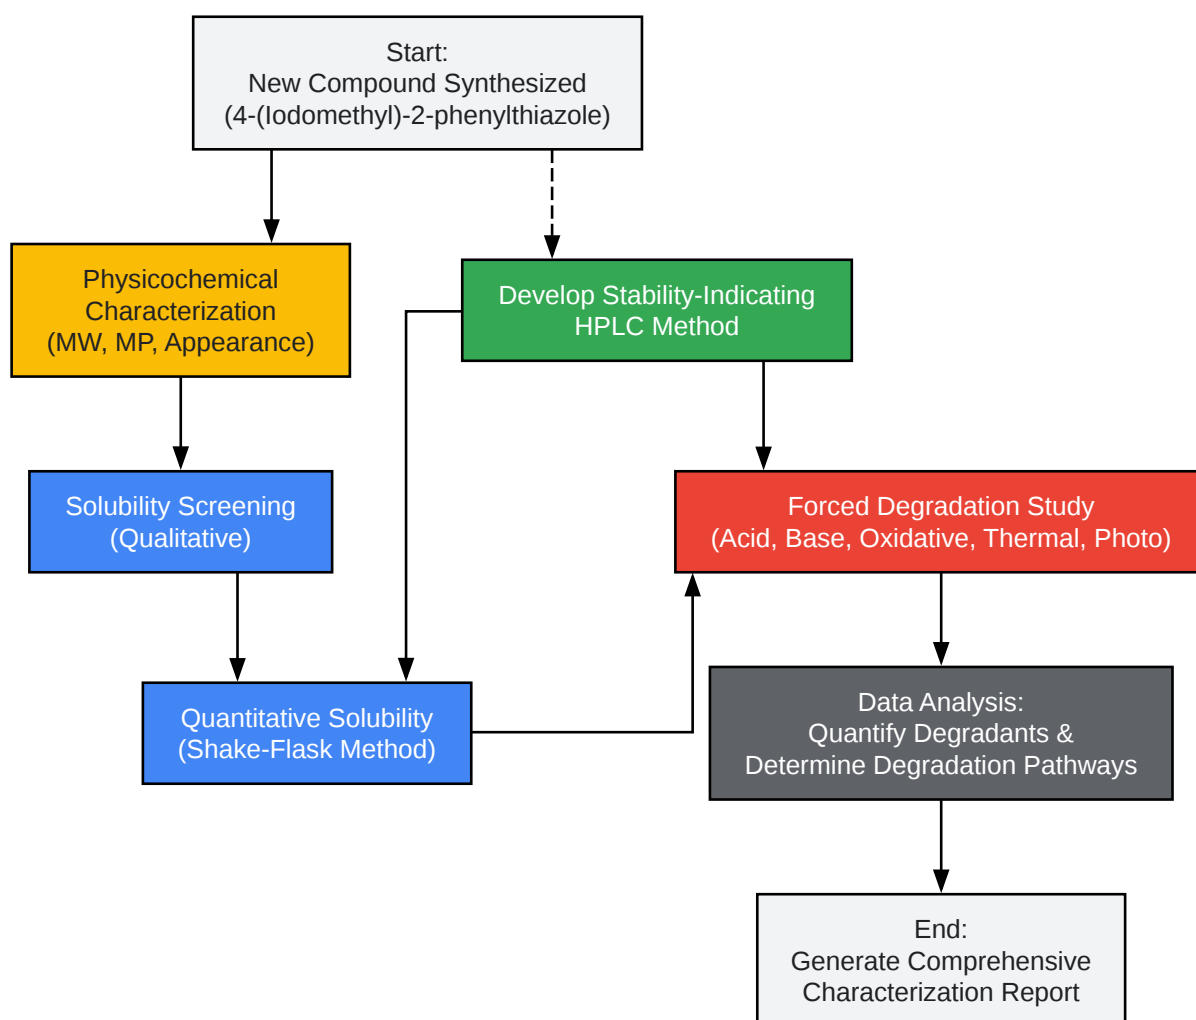 Start:
New Compound Synthesized
(4-(Iodomethyl)-2-phenylthiazole)
Physicochemical
Characterization
(MW, MP, Appearance)
Develop Stability-Indicating
HPLC Method
Solubility Screening
(Qualitative)
Forced Degradation Study
(Acid, Base, Oxidative, Thermal, Photo)
Quantitative Solubility
(Shake-Flask Method)
Data Analysis:
Quantify Degradants &
Determine Degradation Pathways
End:
Generate Comprehensive
Characterization Report